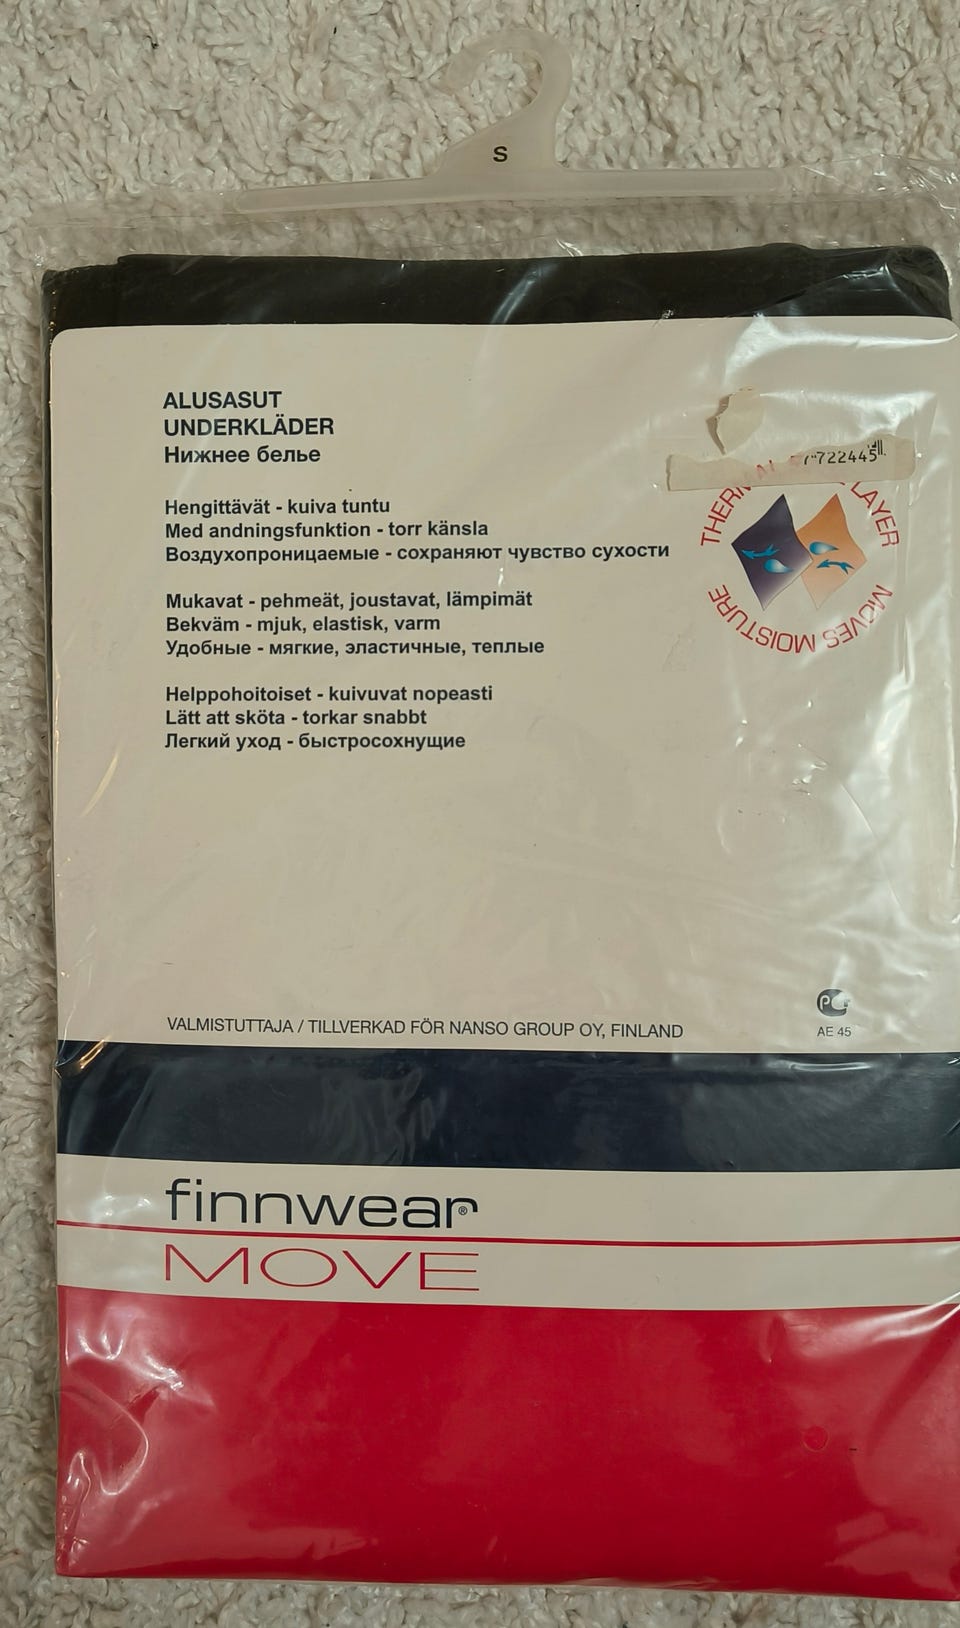 S
ALUSASUT
UNDERKLÄDER
Нижнее белье
722445
Hengittävät - kuiva tuntu
Med andningsfunktion - torr känsla
Воздухопроницаемые - сохраняют чувство сухости
LAYER
MOVES MOISTURE
Mukavat - pehmeät, joustavat, lämpimät
Bekväm - mjuk, elastisk, varm
Удобные - мягкие, эластичные, теплые
Helppohoitoiset - kuivuvat nopeasti
Lätt att sköta - torkar snabbt
Легкий уход - быстросохнущие
VALMISTUTTAJA / TILLVERKAD FÖR NANSO GROUP OY, FINLAND
AE 45
finnwear®
MOVE